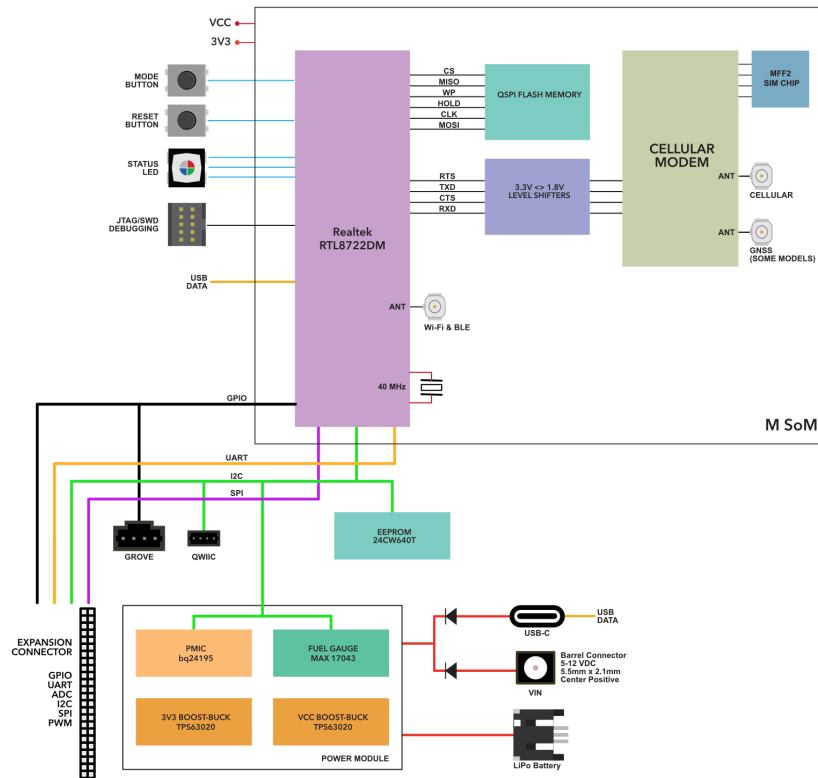 VCC
3V3
MODE
BUTTON
RESET
BUTTON
STATUS
LED
JTAG/SWD
DEBUGGING
USB
DATA
Realtek
RTL8722DM
CS
MISO
WP
HOLD
CLK
MOSI
QSPI FLASH MEMORY
RTS
TXD
CTS
RXD
3.3V <> 1.8V
LEVEL SHIFTERS
CELLULAR
MODEM
MFF2
SIM CHIP
ANT
CELLULAR
ANT
GNSS
(SOME MODELS)
ANT
Wi-Fi & BLE
40 MHz
M SoM
GPIO
UART
I2C
SPI
GROVE
QWIIC
EEPROM
24CW640T
EXPANSION
CONNECTOR
GPIO
UART
ADC
I2C
SPI
PWM
PMIC
bq24195
FUEL GAUGE
MAX 17043
3V3 BOOST-BUCK
TPS63020
VCC BOOST-BUCK
TPS63020
POWER MODULE
USB-C
USB
DATA
VIN
Barrel Connector
5-12 VDC
5.5mm x 2.1mm
Center Positive
LiPo Battery